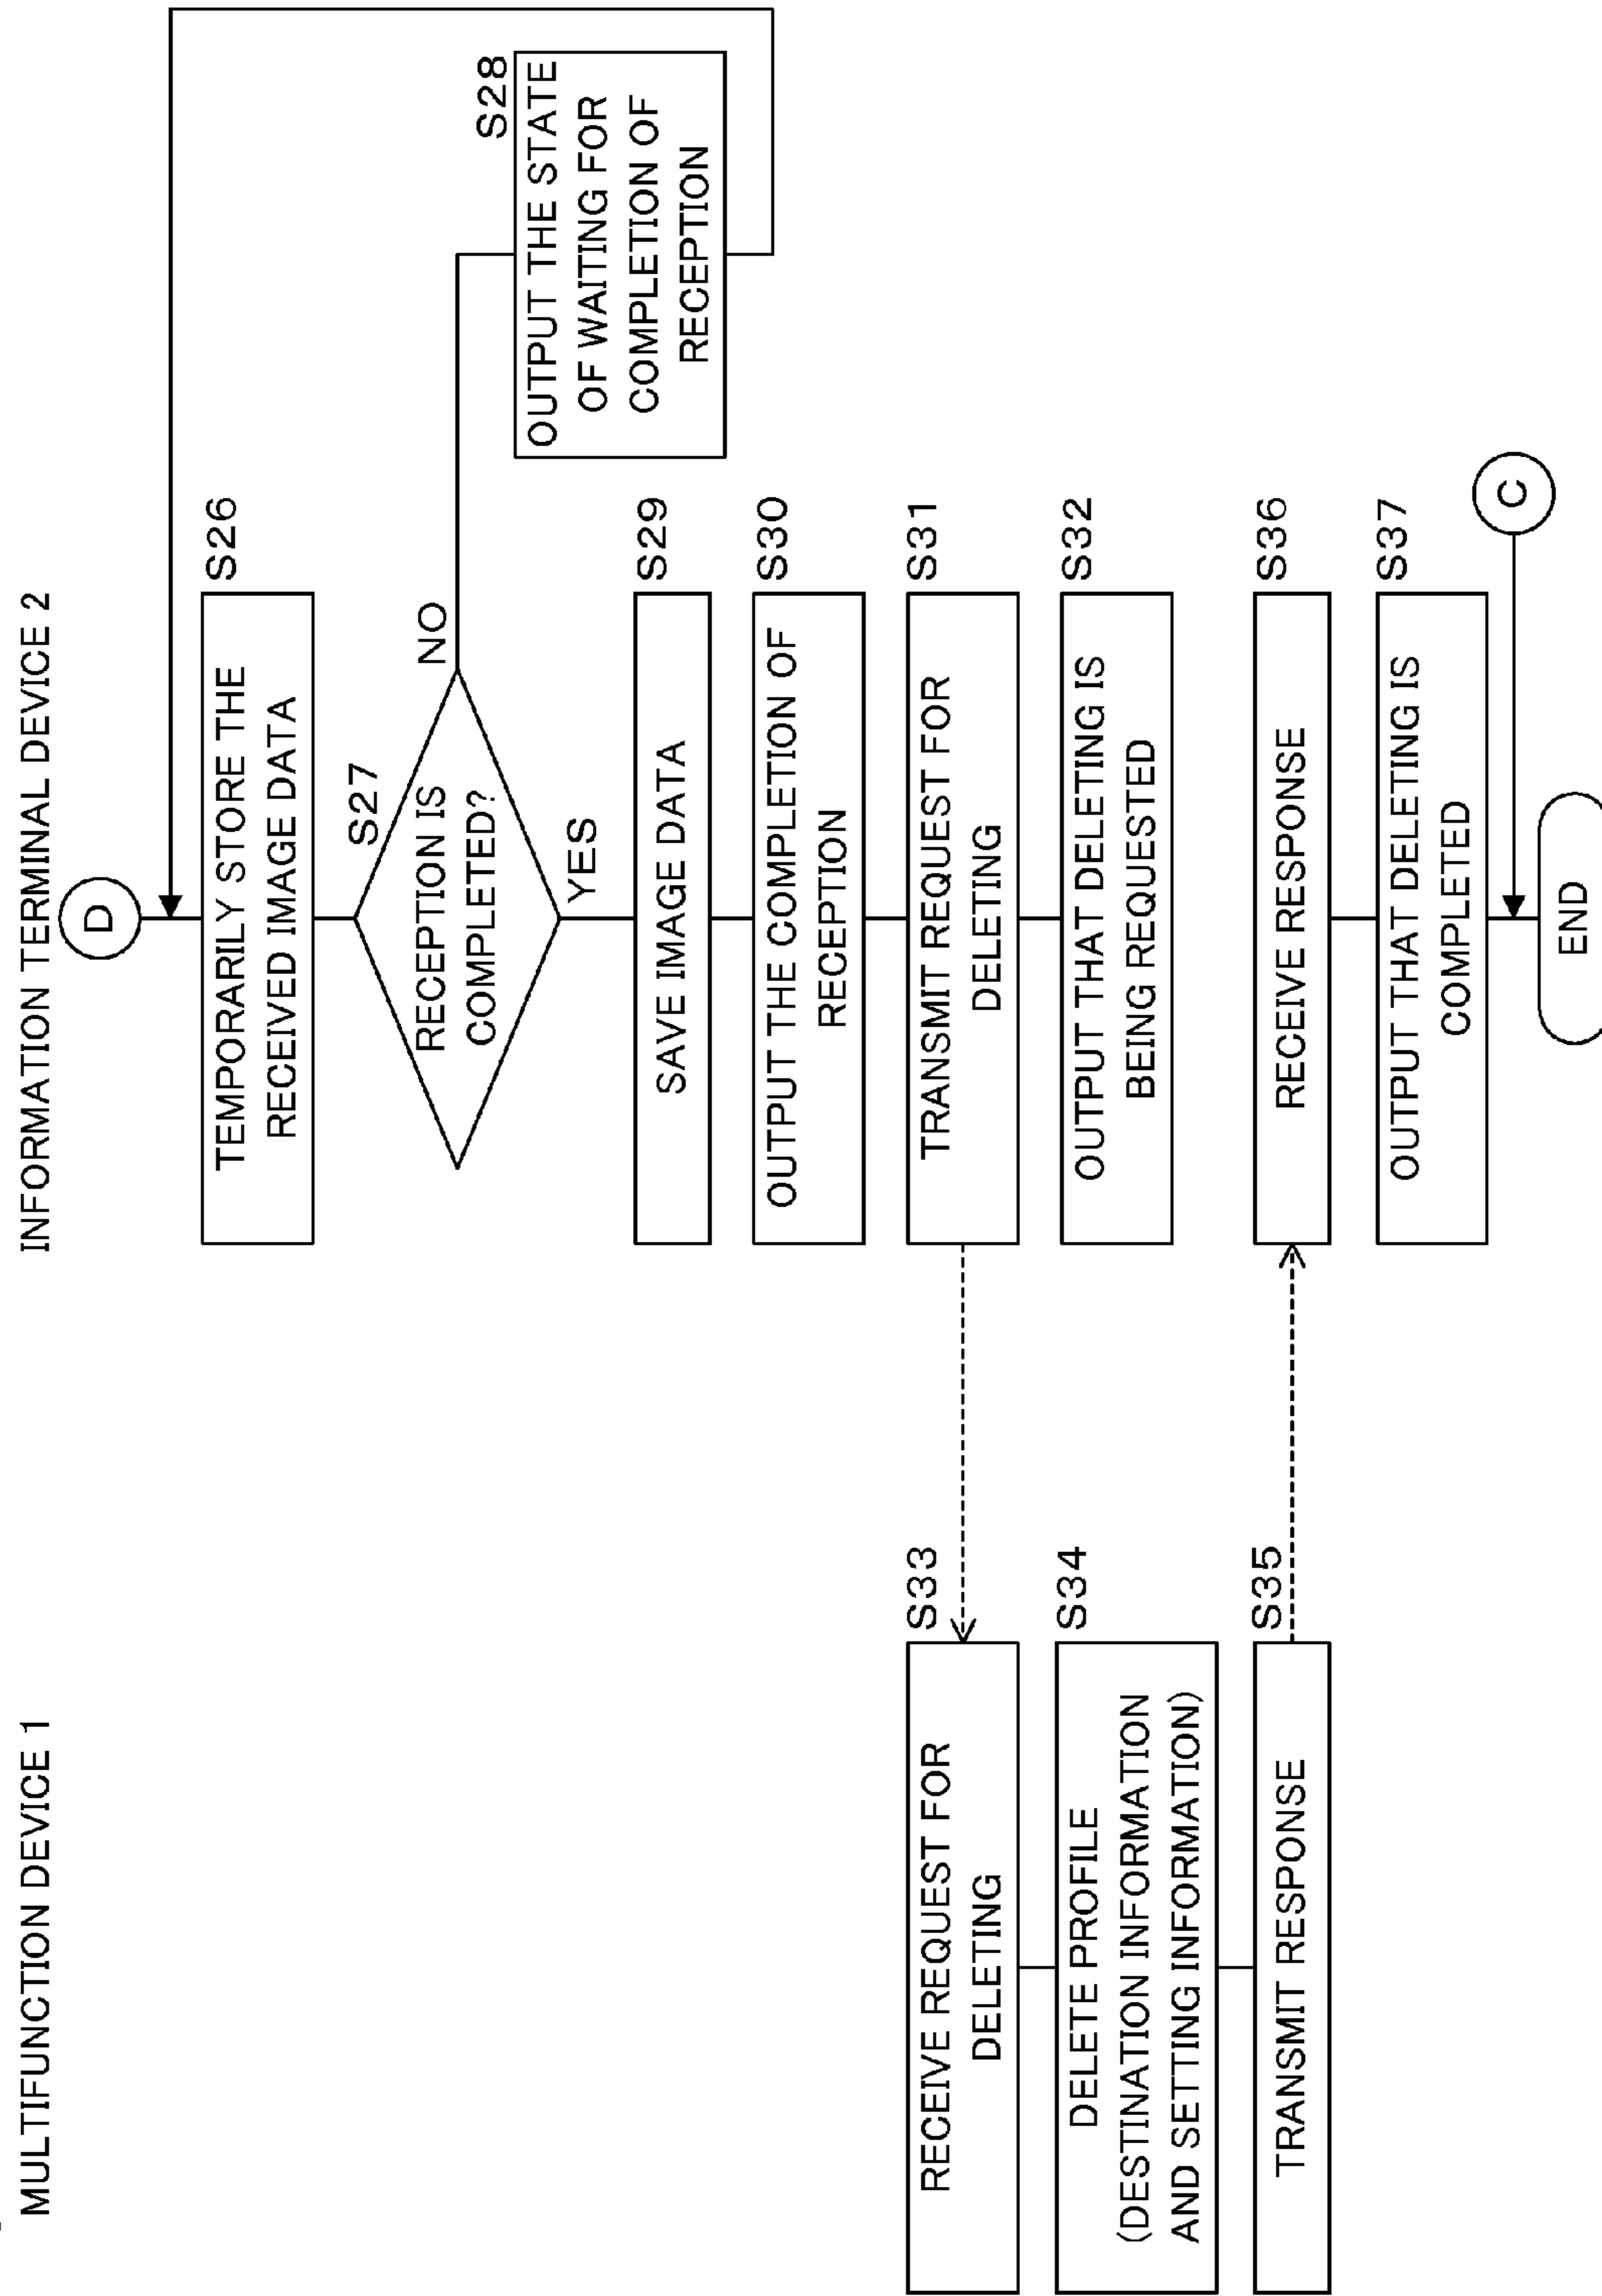 MULTIFUNCTION DEVICE 1
INFORMATION TERMINAL DEVICE 2
D
S26
TEMPORARILY STORE THE
RECEIVED IMAGE DATA
S27
RECEPTION IS
COMPLETED?
NO
YES
S28
OUTPUT THE STATE
OF WAITING FOR
COMPLETION OF
RECEPTION
S29
SAVE IMAGE DATA
S30
OUTPUT THE COMPLETION OF
RECEPTION
S31
TRANSMIT REQUEST FOR
DELETING
S32
OUTPUT THAT DELETING IS
BEING REQUESTED
S33
RECEIVE REQUEST FOR
DELETING
S34
DELETE PROFILE
(DESTINATION INFORMATION
AND SETTING INFORMATION)
S35
TRANSMIT RESPONSE
S36
RECEIVE RESPONSE
S37
OUTPUT THAT DELETING IS
COMPLETED
C
END